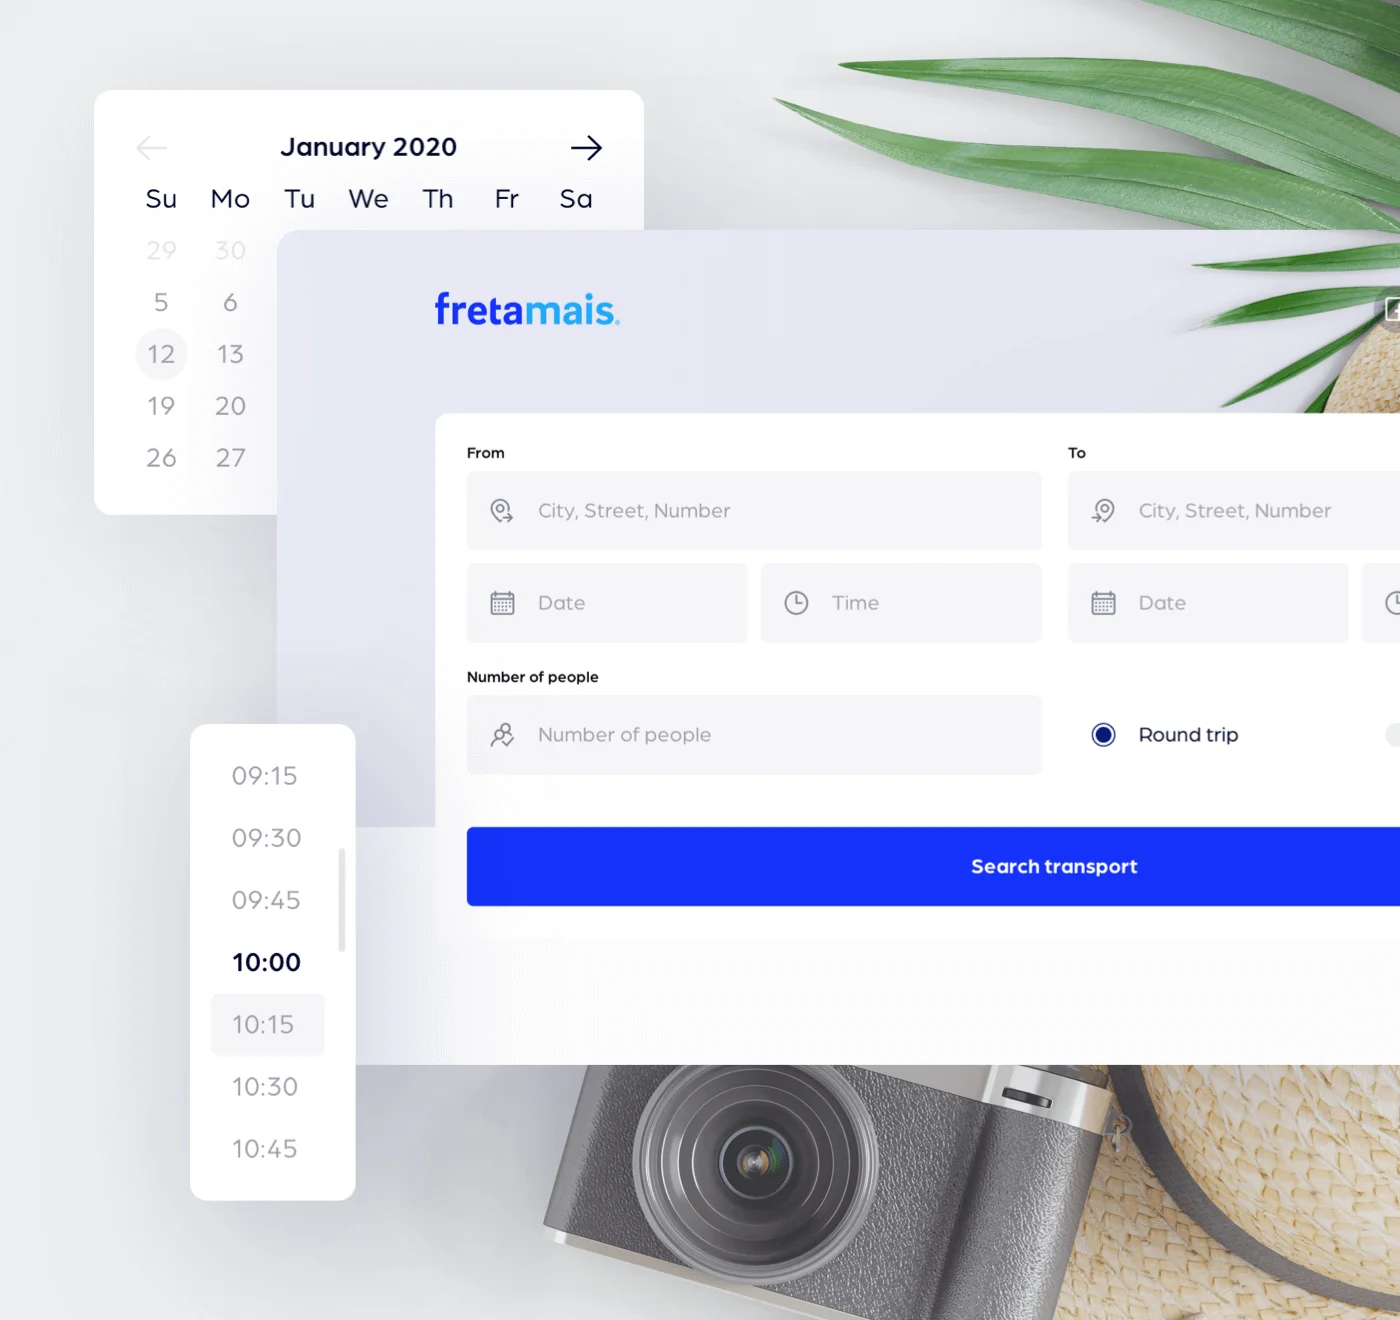 January 2020
Su Mo Tu We Th Fr Sa
29 30
5 6
12 13
19 20
26 27
fretamais.
From
To
City, Street, Number
City, Street, Number
Date
Time
Date
Number of people
Number of people
Round trip
Search transport
09:15
09:30
09:45
10:00
10:15
10:30
10:45